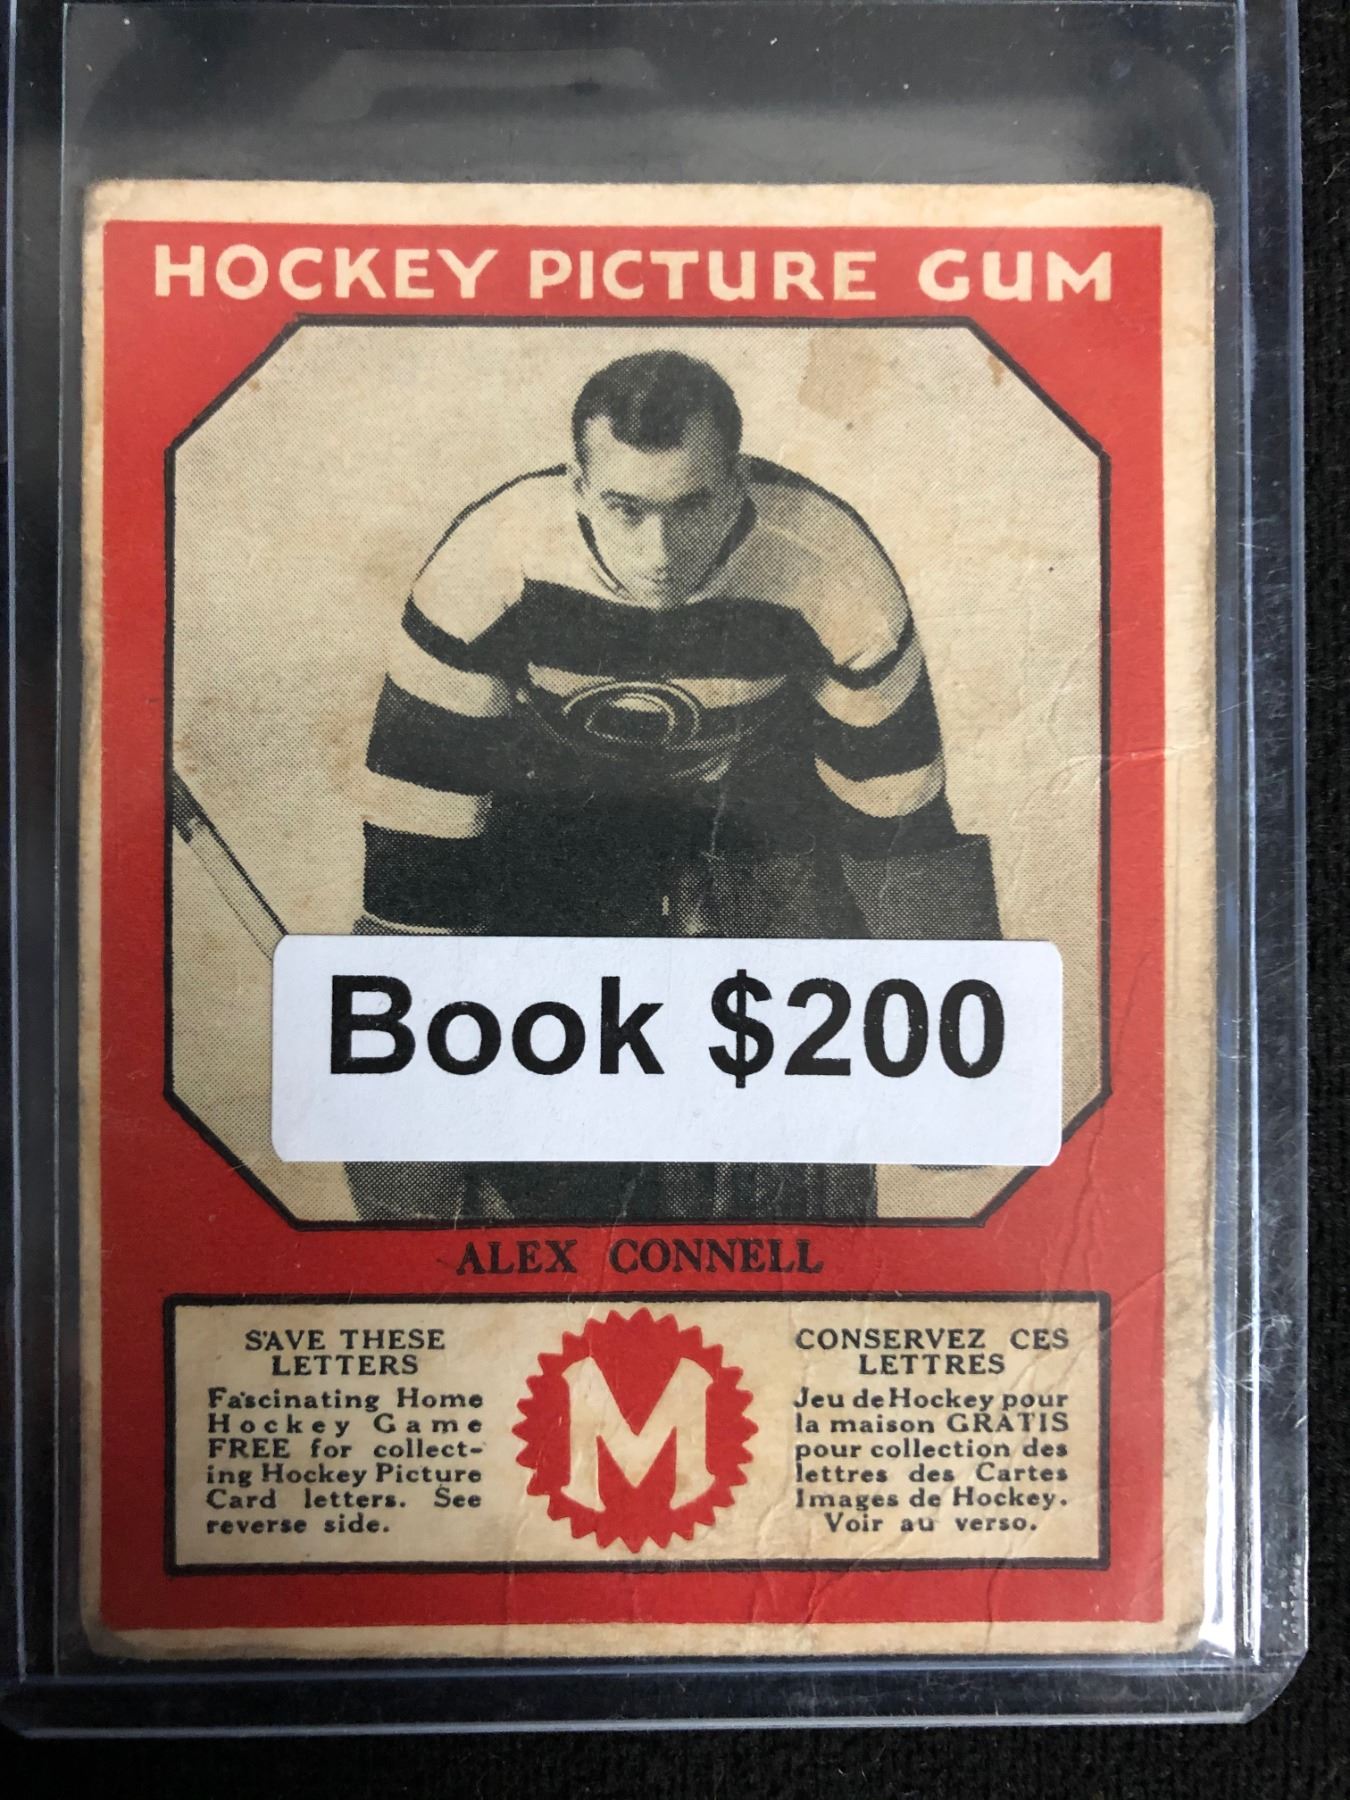 HOCKEY PICTURE GUM
Book $200
ALEX CONNELL
SAVE THESE
LETTERS
Fascinating Home
Hockey Game
FREE for collect-
ing Hockey Picture
Card letters. See
reverse side.
M
CONSERVEZ CES
LETTRES
Jeu de Hockey pour
la maison GRATIS
pour collection des
lettres des Cartes
Images de Hockey.
Voir au verso.